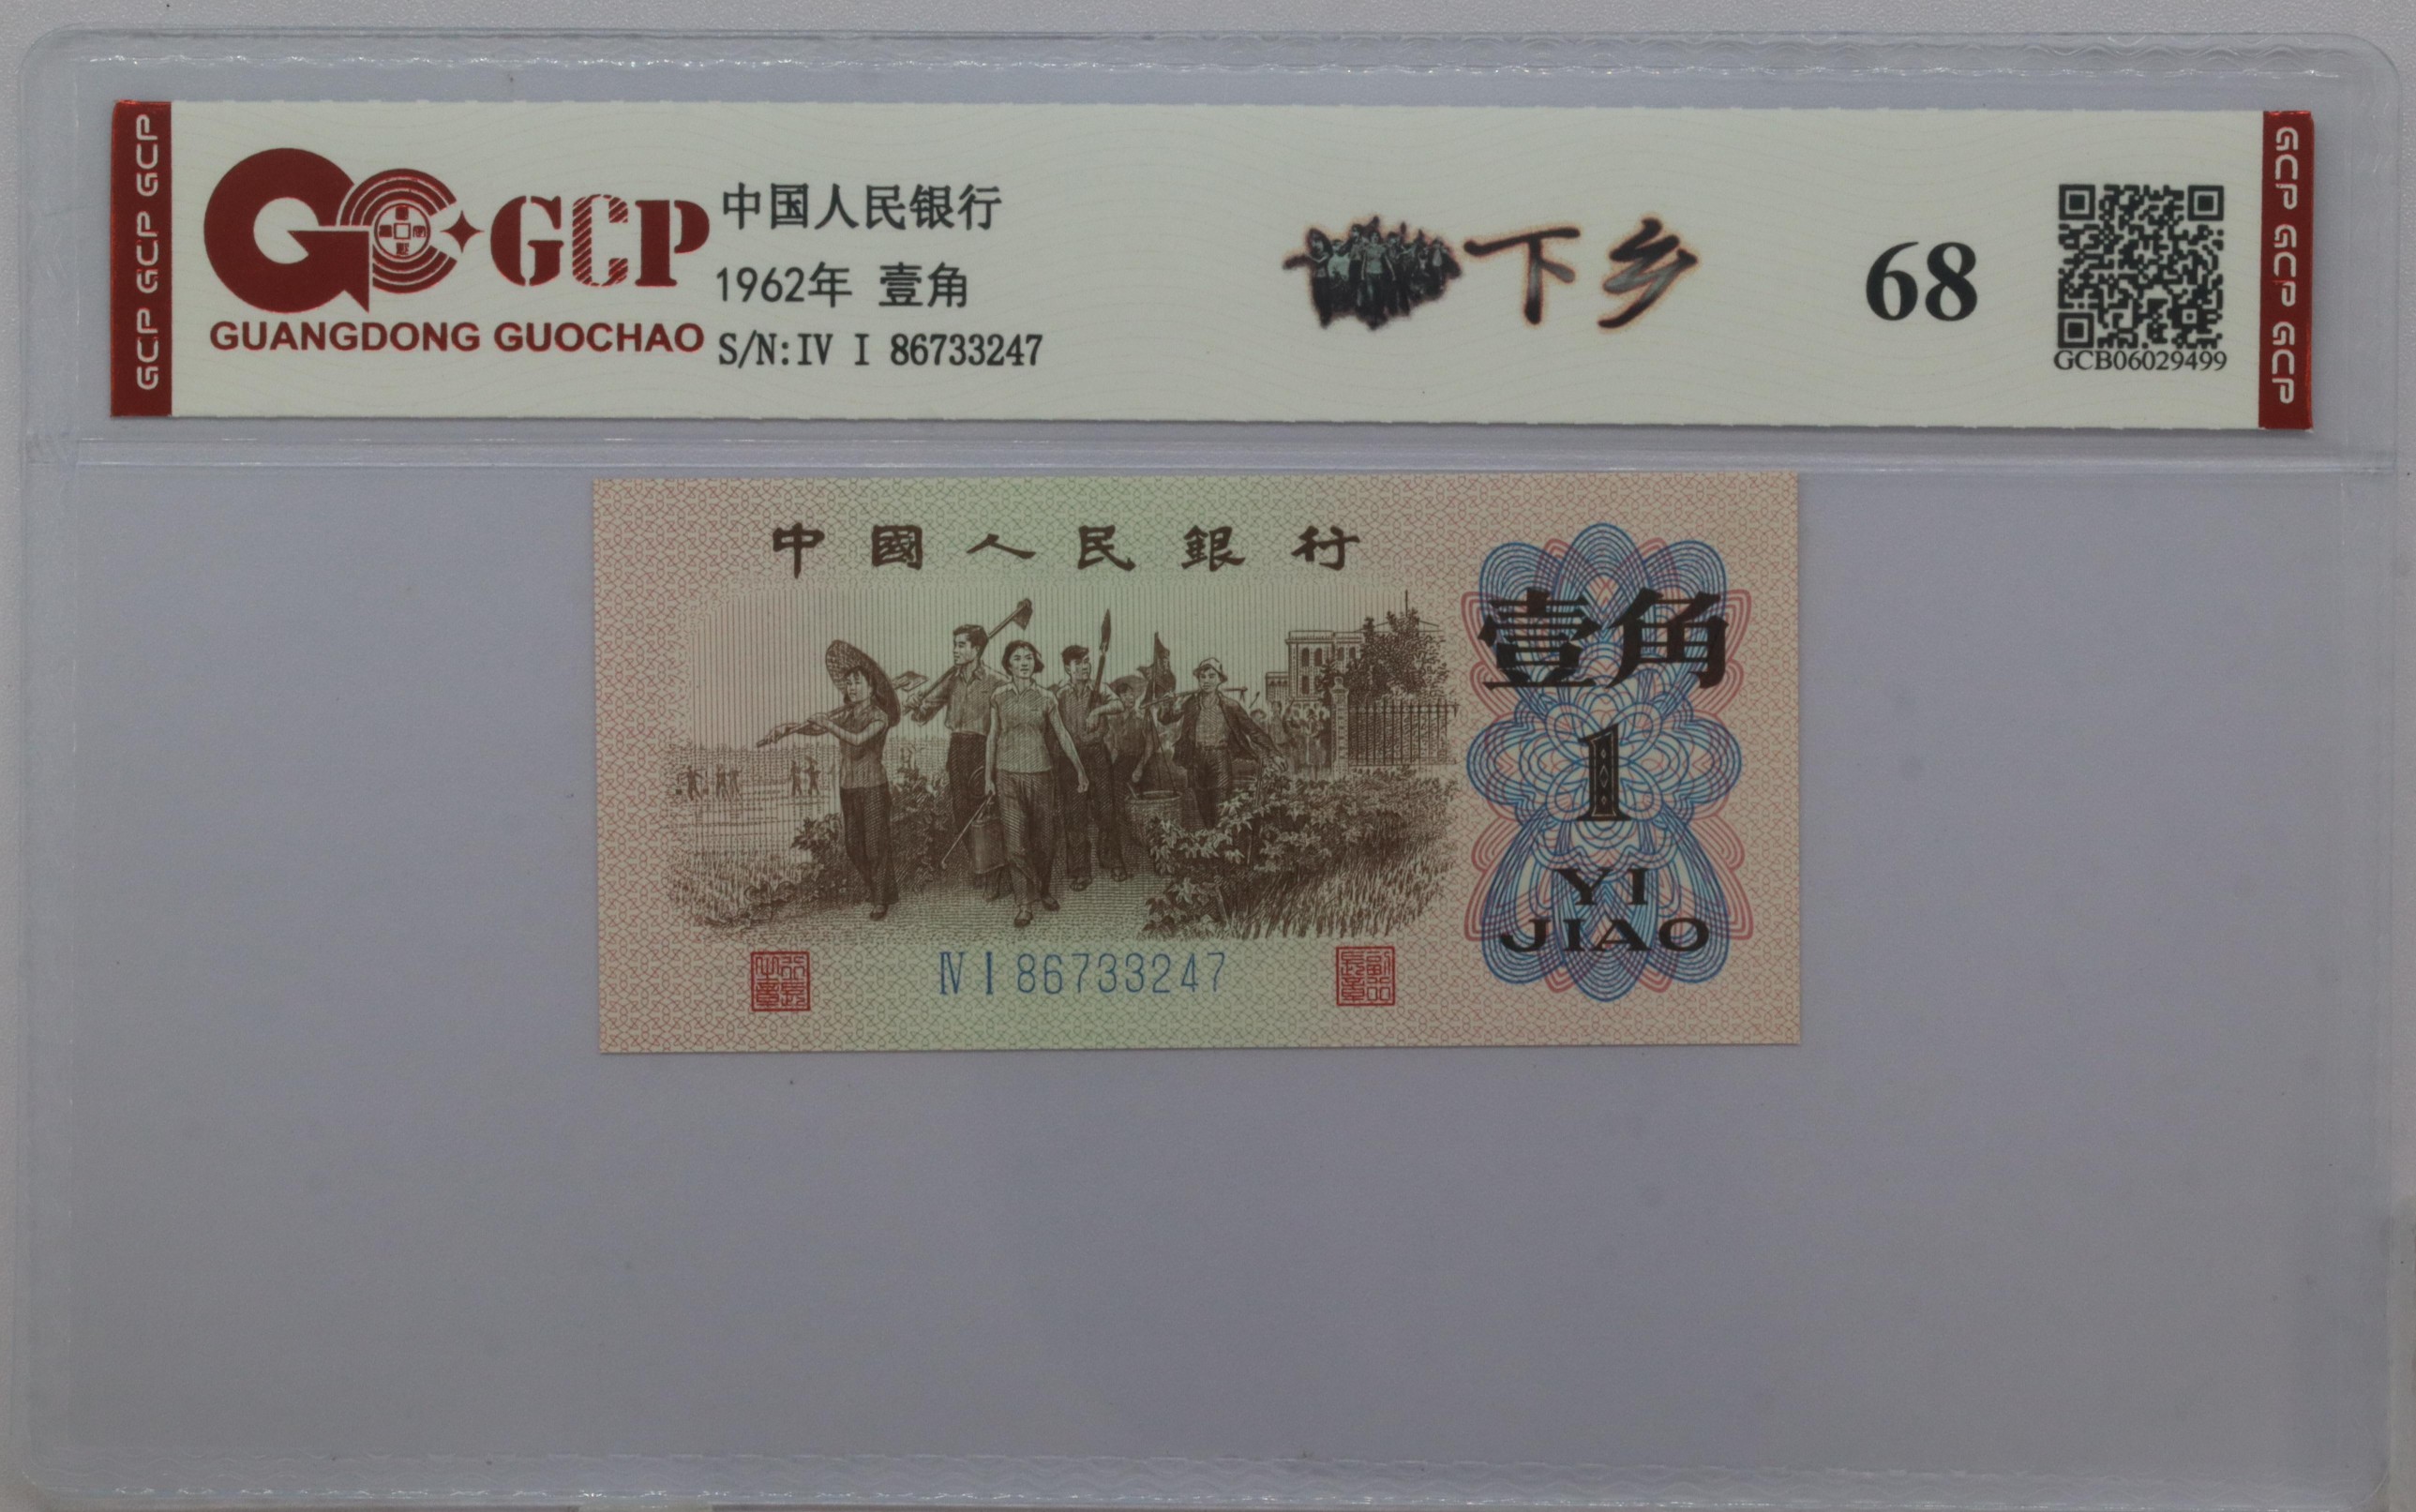 GCP GCP GCP
GCP
GUANGDONG GUOCHAO
中国人民银行
1962年 壹角
S/N:IV I 86733247
下乡
68
GCB06029499
GCP GCP GCP
中國人民銀行
壹角
1
YI
JIAO
IV I 86733247